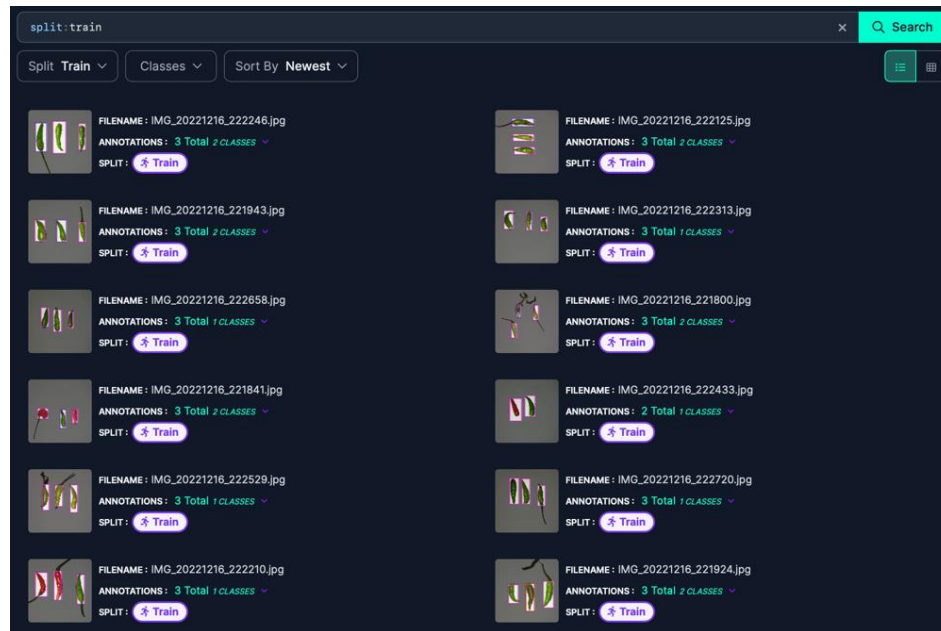 split:train
Search
Split Train
Classes
Sort By Newest
FILENAME : IMG_20221216_222246.jpg
ANNOTATIONS : 3 Total 2 CLASSES
SPLIT : Train
FILENAME : IMG_20221216_222125.jpg
ANNOTATIONS : 3 Total 2 CLASSES
SPLIT : Train
FILENAME : IMG_20221216_221943.jpg
ANNOTATIONS : 3 Total 2 CLASSES
SPLIT : Train
FILENAME : IMG_20221216_222313.jpg
ANNOTATIONS : 3 Total 1 CLASSES
SPLIT : Train
FILENAME : IMG_20221216_222658.jpg
ANNOTATIONS : 3 Total 1 CLASSES
SPLIT : Train
FILENAME : IMG_20221216_221800.jpg
ANNOTATIONS : 3 Total 2 CLASSES
SPLIT : Train
FILENAME : IMG_20221216_221841.jpg
ANNOTATIONS : 3 Total 2 CLASSES
SPLIT : Train
FILENAME : IMG_20221216_222433.jpg
ANNOTATIONS : 2 Total 1 CLASSES
SPLIT : Train
FILENAME : IMG_20221216_222529.jpg
ANNOTATIONS : 3 Total 1 CLASSES
SPLIT : Train
FILENAME : IMG_20221216_222720.jpg
ANNOTATIONS : 3 Total 1 CLASSES
SPLIT : Train
FILENAME : IMG_20221216_222210.jpg
ANNOTATIONS : 3 Total 1 CLASSES
SPLIT : Train
FILENAME : IMG_20221216_221924.jpg
ANNOTATIONS : 3 Total 2 CLASSES
SPLIT : Train